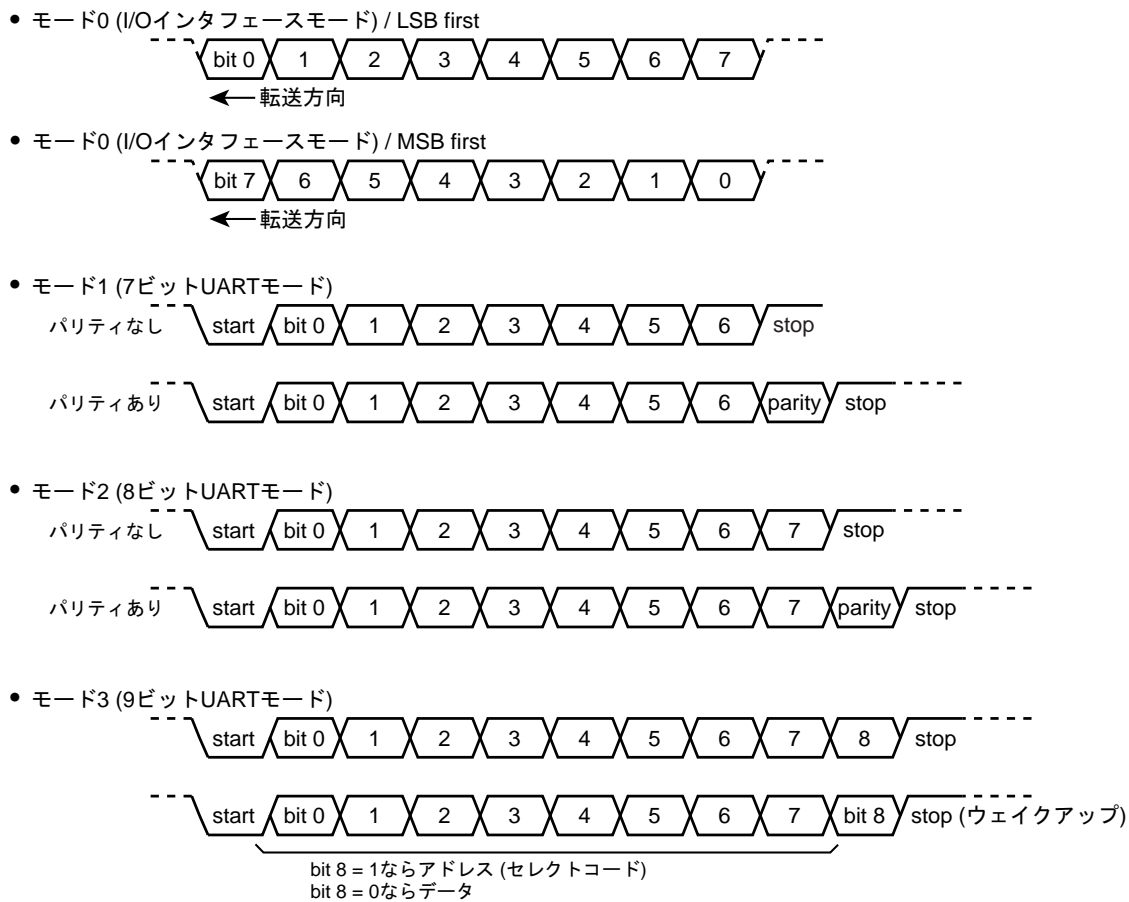 ● モード0 (I/Oインタフェースモード) / LSB first
bit 0 1 2 3 4 5 6 7
転送方向
● モード0 (I/Oインタフェースモード) / MSB first
bit 7 6 5 4 3 2 1 0
転送方向
● モード1 (7ビットUARTモード)
パリティなし start bit 0 1 2 3 4 5 6 stop
パリティあり start bit 0 1 2 3 4 5 6 parity stop
● モード2 (8ビットUARTモード)
パリティなし start bit 0 1 2 3 4 5 6 7 stop
パリティあり start bit 0 1 2 3 4 5 6 7 parity stop
● モード3 (9ビットUARTモード)
start bit 0 1 2 3 4 5 6 7 8 stop
start bit 0 1 2 3 4 5 6 7 bit 8 stop (ウェイクアップ)
bit 8 = 1ならアドレス (セレクトコード)
bit 8 = 0ならデータ